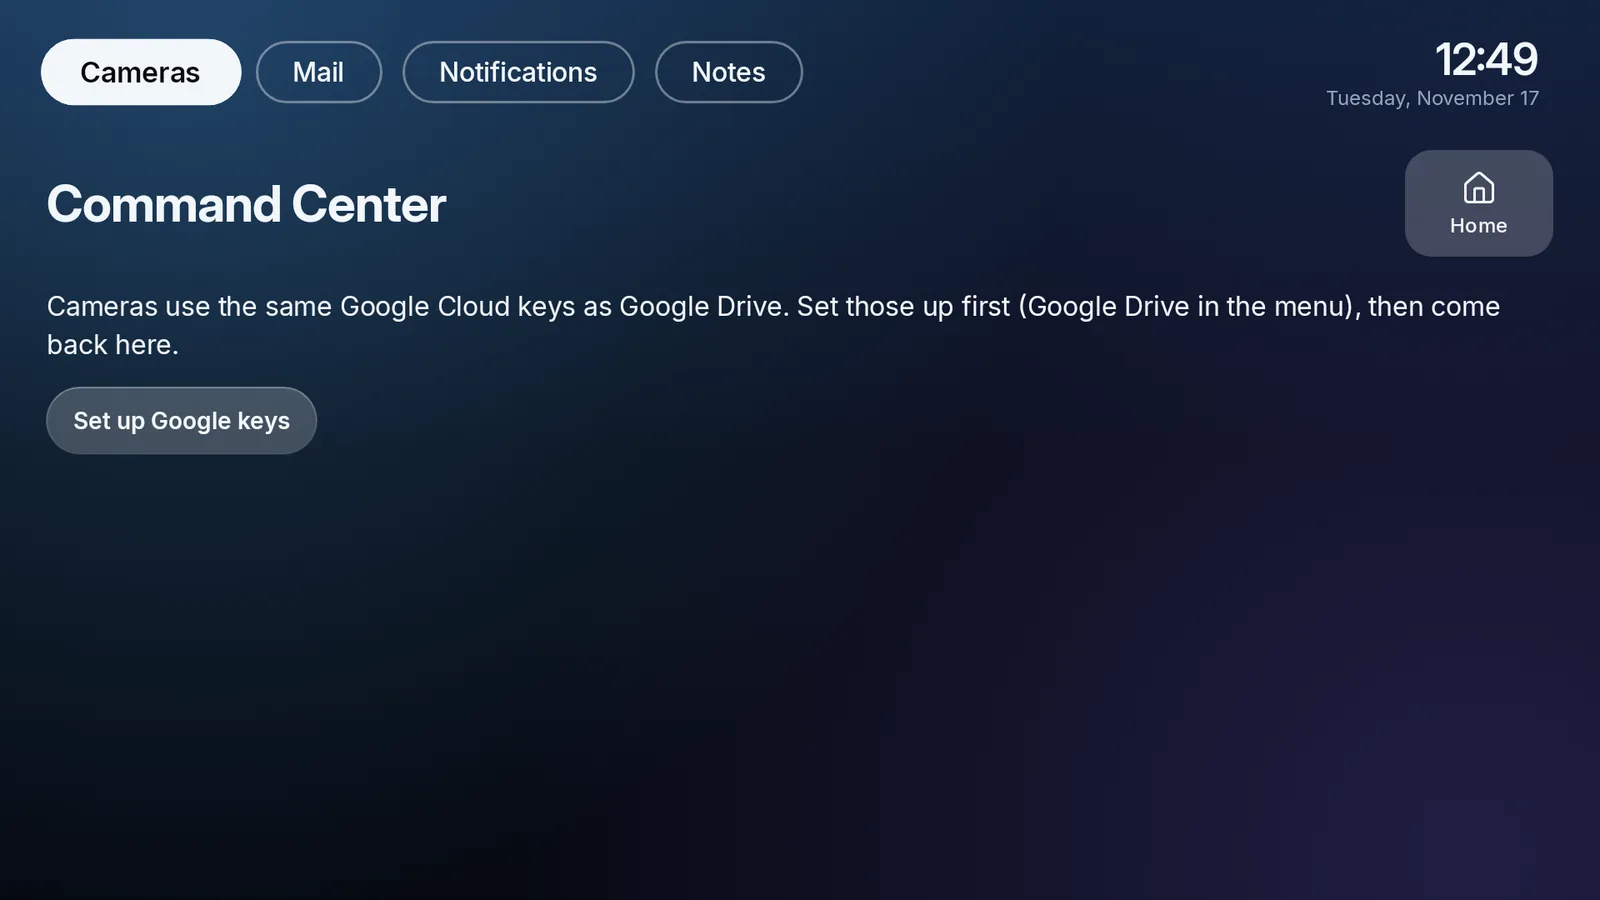 Cameras
Mail
Notifications
Notes
12:49
Tuesday, November 17
Command Center
Home
Cameras use the same Google Cloud keys as Google Drive. Set those up first (Google Drive in the menu), then come
back here.
Set up Google keys